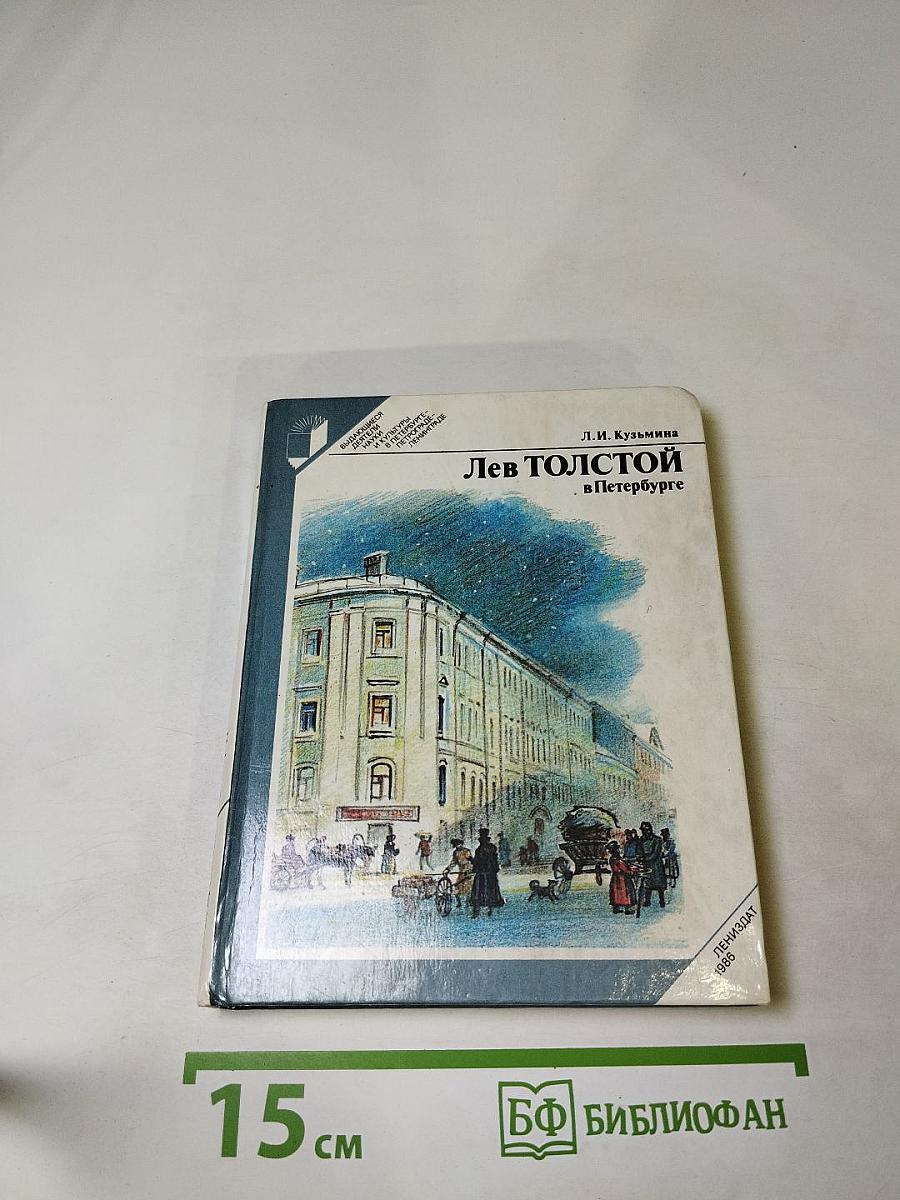 ВЫДАЮЩИЕСЯ
ДЕЯТЕЛИ
НАУКИ
И КУЛЬТУРЫ
В ПЕТЕРБУРГЕ–
ПЕТРОГРАДЕ–
ЛЕНИНГРАДЕ
Л.И. Кузьмина
Лев ТОЛСТОЙ
в Петербурге
ЛЕНИЗДАТ
1986
15 см
БФ БИБЛИОФАН